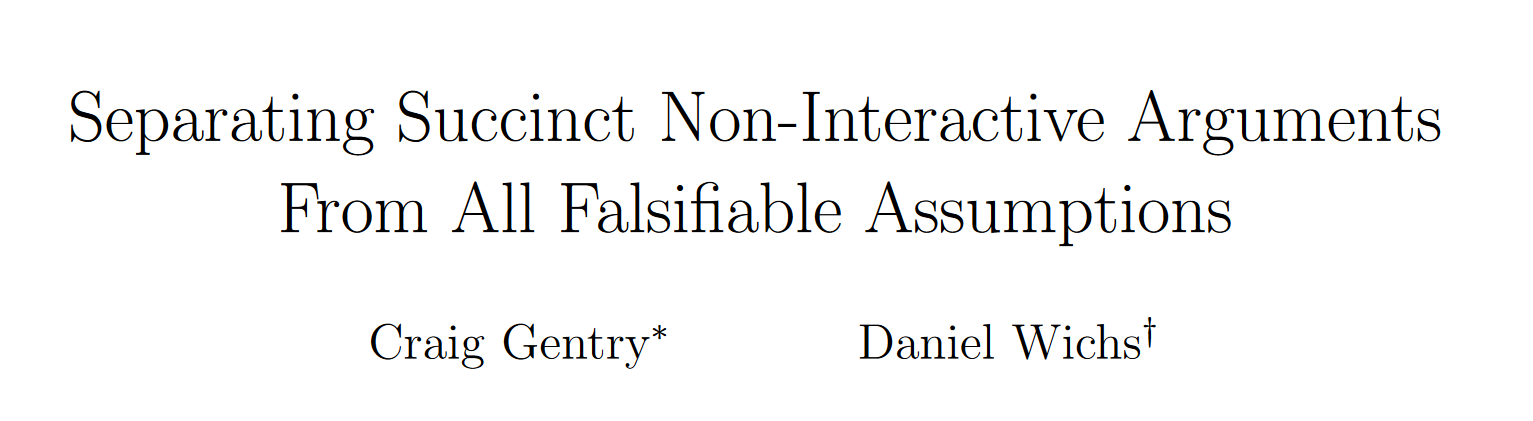 Separating Succinct Non-Interactive Arguments
From All Falsifiable Assumptions
Craig Gentry* Daniel Wichs†